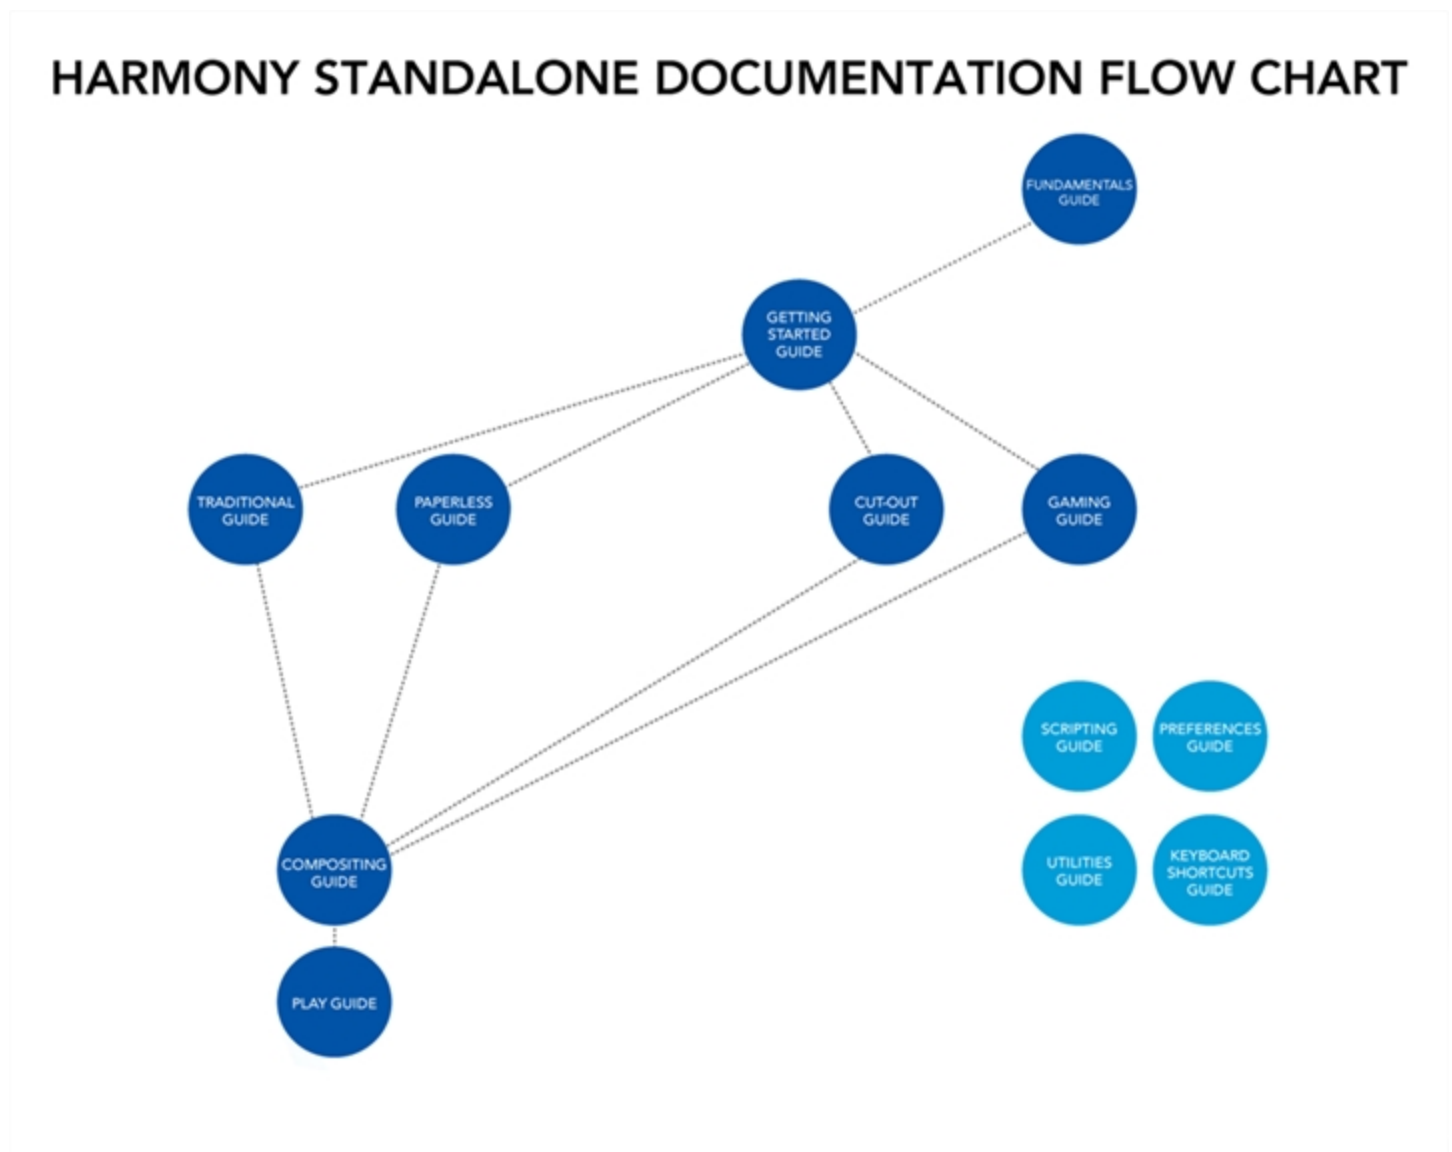 HARMONY STANDALONE DOCUMENTATION FLOW CHART
FUNDAMENTALS
GUIDE
GETTING
STARTED
GUIDE
TRADITIONAL
GUIDE
PAPERLESS
GUIDE
CUT-OUT
GUIDE
GAMING
GUIDE
SCRIPTING
GUIDE
PREFERENCES
GUIDE
COMPOSITING
GUIDE
UTILITIES
GUIDE
KEYBOARD
SHORTCUTS
GUIDE
PLAY GUIDE